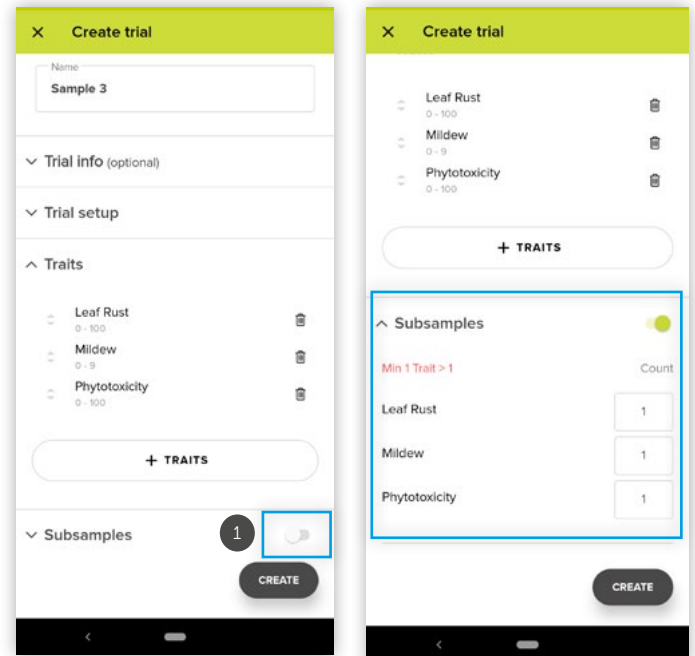 Create trial
Name
Sample 3
Trial info (optional)
Trial setup
Traits
Leaf Rust
0 - 100
Mildew
0 - 9
Phytotoxicity
0 - 100
+ TRAITS
Subsamples
1
CREATE
Create trial
Leaf Rust
0 - 100
Mildew
0 - 9
Phytotoxicity
0 - 100
+ TRAITS
Subsamples
Min 1 Trait > 1 Count
Leaf Rust 1
Mildew 1
Phytotoxicity 1
CREATE